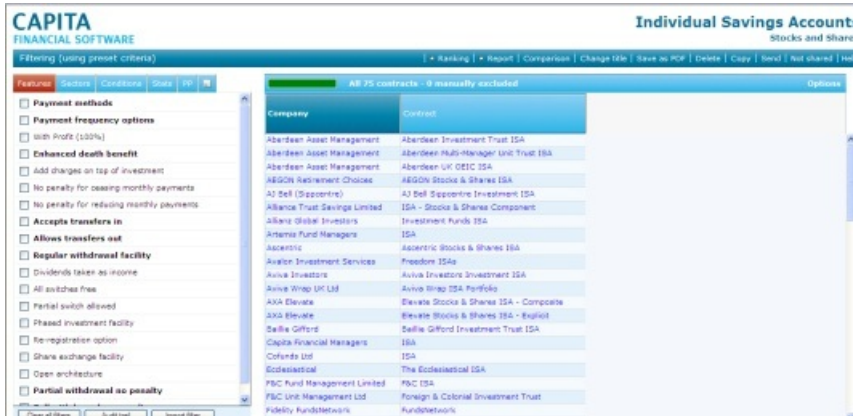 CAPITA
FINANCIAL SOFTWARE
Individual Savings Account
Stocks and Share
Filtering (using preset criteria)
| • Ranking | • Report | Comparison | Change title | Save as PDF | Delete | Copy | Send | Not shared | Hel
Features Sectors Conditions Stats PP
All 75 contracts - 0 manually excluded
Options
Payment methods
Payment frequency options
With Profit (100%)
Enhanced death benefit
Add charges on top of investment
No penalty for ceasing monthly payments
No penalty for reducing monthly payments
Accepts transfers in
Allows transfers out
Regular withdrawal facility
Dividends taken as income
All switches free
Partial switch allowed
Phased investment facility
Re-registration option
Share exchange facility
Open architecture
Partial withdrawal no penalty
Clear all filters Audit trail
Company Contract
Aberdeen Asset Management Aberdeen Investment Trust ISA
Aberdeen Asset Management Aberdeen Multi-Manager Unit Trust ISA
Aberdeen Asset Management Aberdeen UK OEIC ISA
AEGON Retirement Choices AEGON Stocks & Shares ISA
AJ Bell (Sippcentre) AJ Bell Sippcentre Investment ISA
Alliance Trust Savings Limited ISA - Stocks & Shares Component
Allianz Global Investors Investment Funds ISA
Artemis Fund Managers ISA
Ascentric Ascentric Stocks & Shares ISA
Avalon Investment Services Freedom ISAs
Aviva Investors Aviva Investors Investment ISA
Aviva Wrap UK Ltd Aviva Wrap ISA Portfolio
AXA Elevate Elevate Stocks & Shares ISA - Composite
AXA Elevate Elevate Stocks & Shares ISA - Explicit
Baillie Gifford Baillie Gifford Investment Trust ISA
Capita Financial Managers ISA
Cofunds Ltd ISA
Ecclesiastical The Ecclesiastical ISA
F&C Fund Management Limited F&C ISA
F&C Unit Management Ltd Foreign & Colonial Investment Trust
Fidelity FundsNetwork FundsNetwork